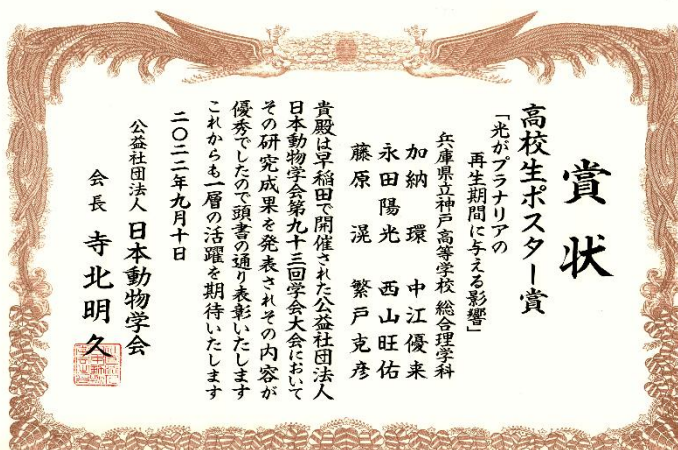 賞状
高校生ポスター賞
「光がプラナリアの
再生期間に与える影響」
兵庫県立神戸高等学校 総合理学科
加納 環 中江優来
永田陽光 西山旺佑
藤原 滉 繁戸克彦
貴殿は早稲田で開催された公益社団法人
日本動物学会第九十三回学会大会において
その研究成果を発表されその内容が
優秀でしたので頭書の通り表彰いたします
これからも一層の活躍を期待いたします
二〇二二年九月十日
公益社団法人 日本動物学会
会長 寺北明久